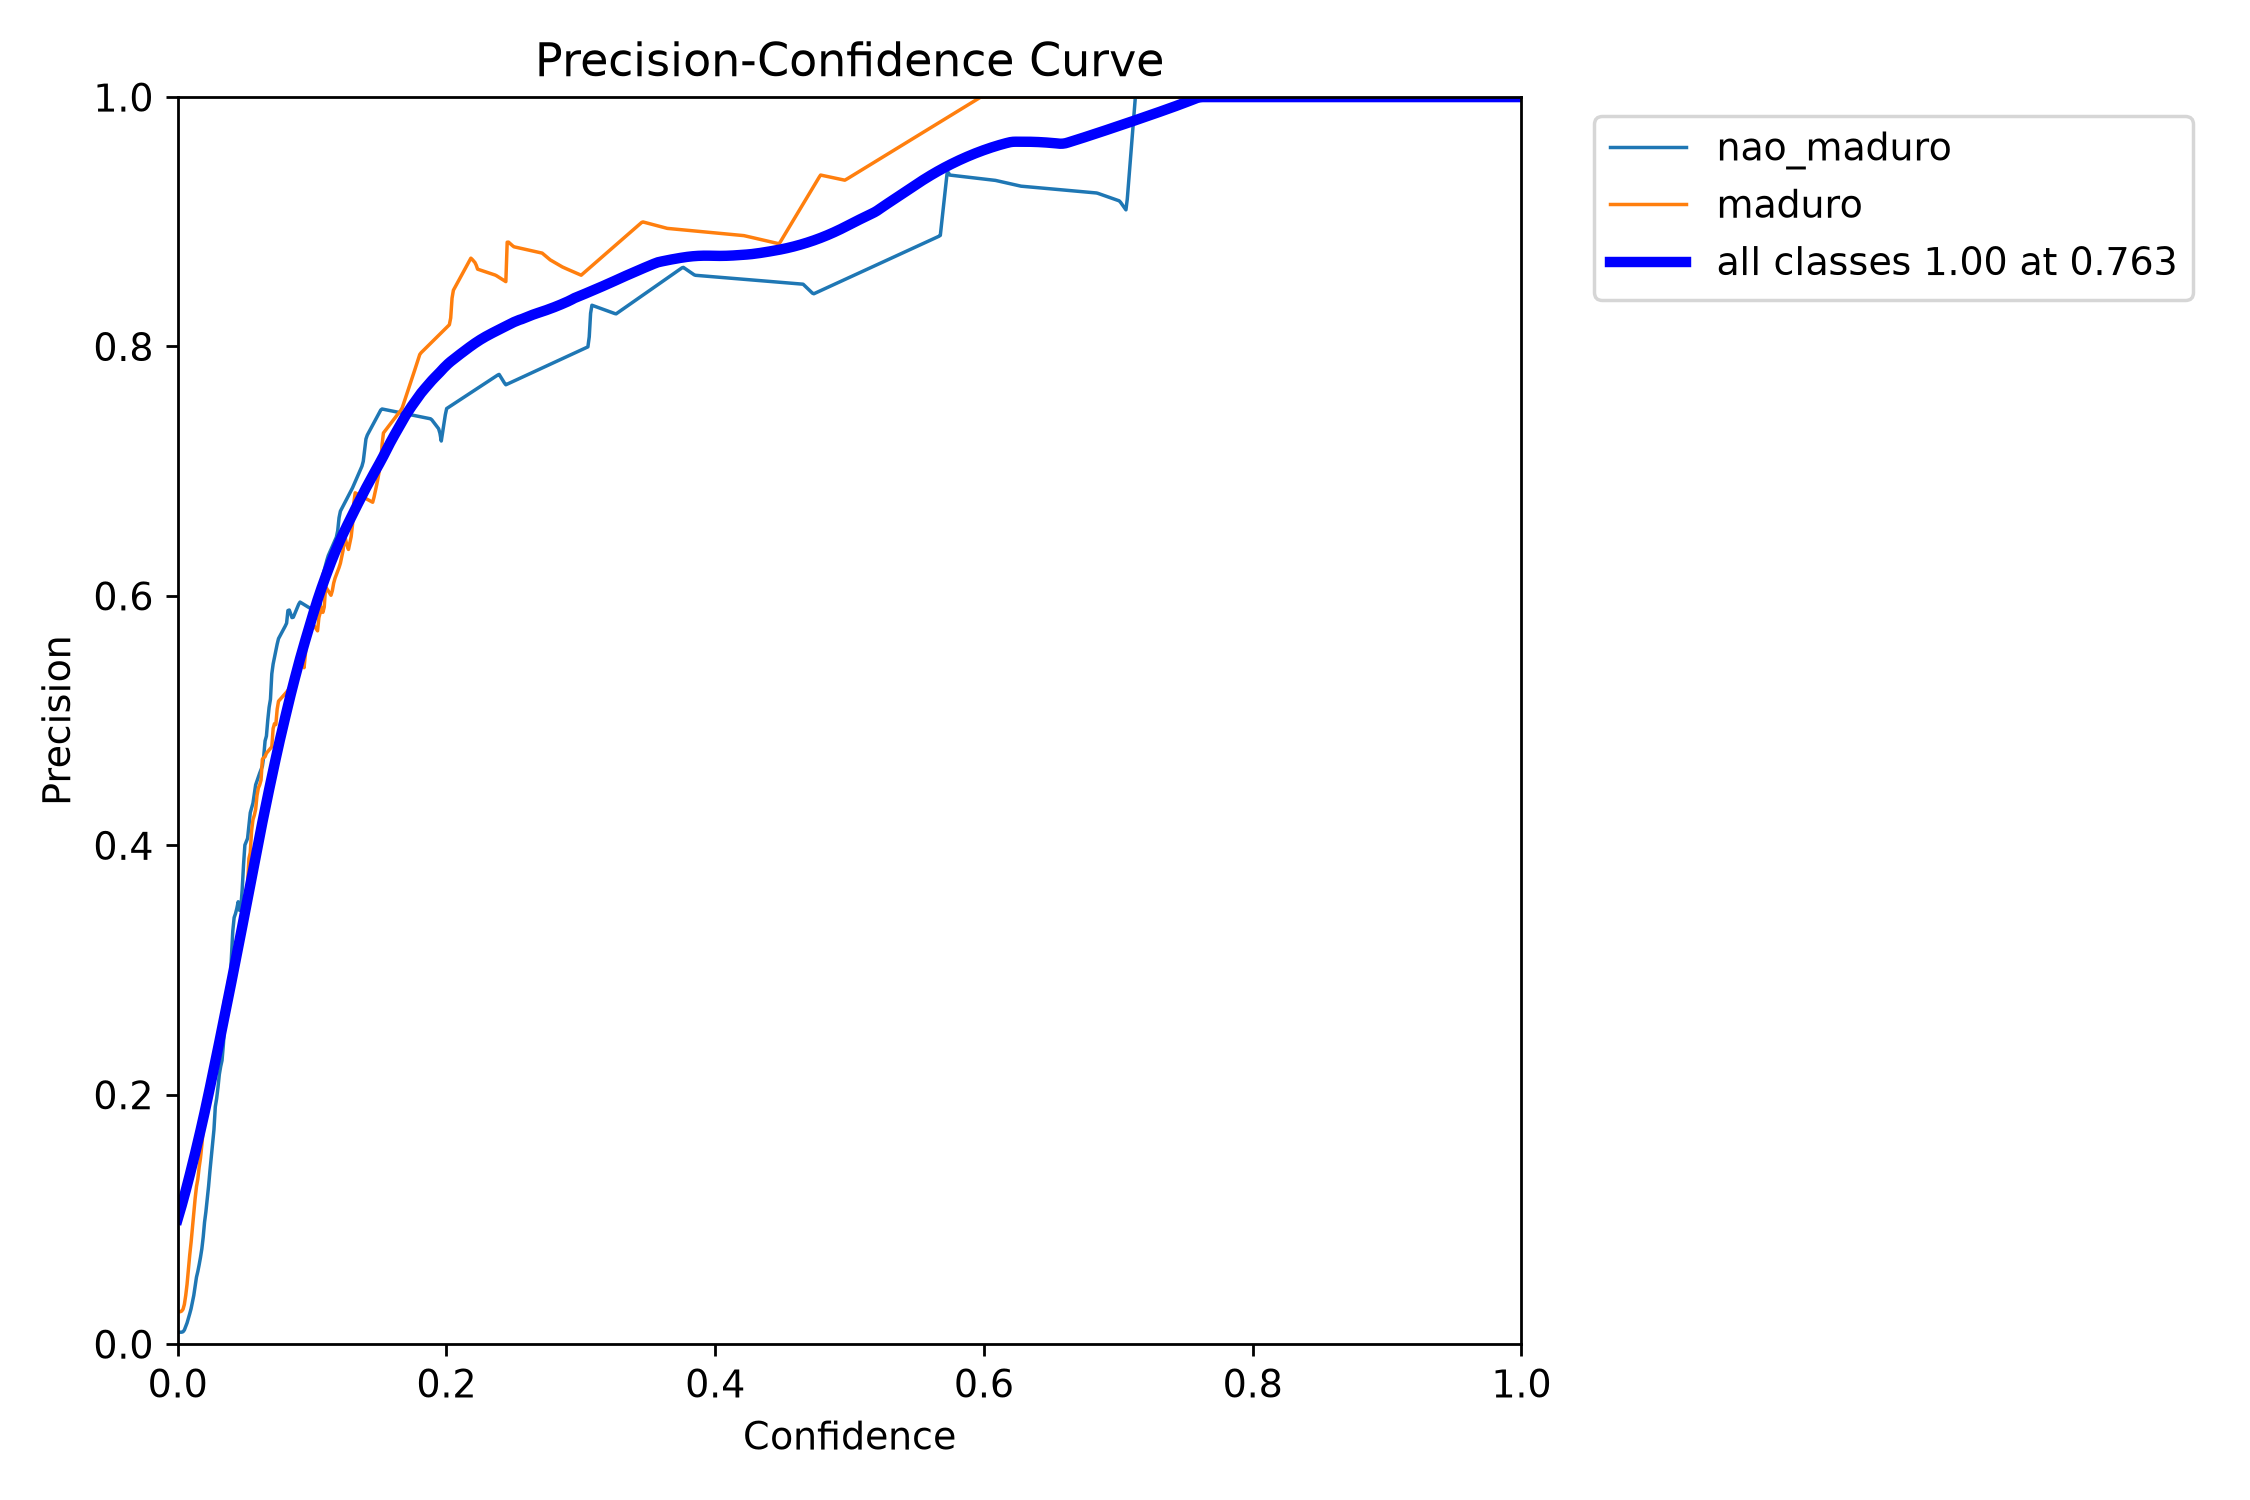 Precision-Confidence Curve
1.0
0.8
0.6
0.4
0.2
0.0
Precision
0.0 0.2 0.4 0.6 0.8 1.0
Confidence
nao_maduro
maduro
all classes 1.00 at 0.763